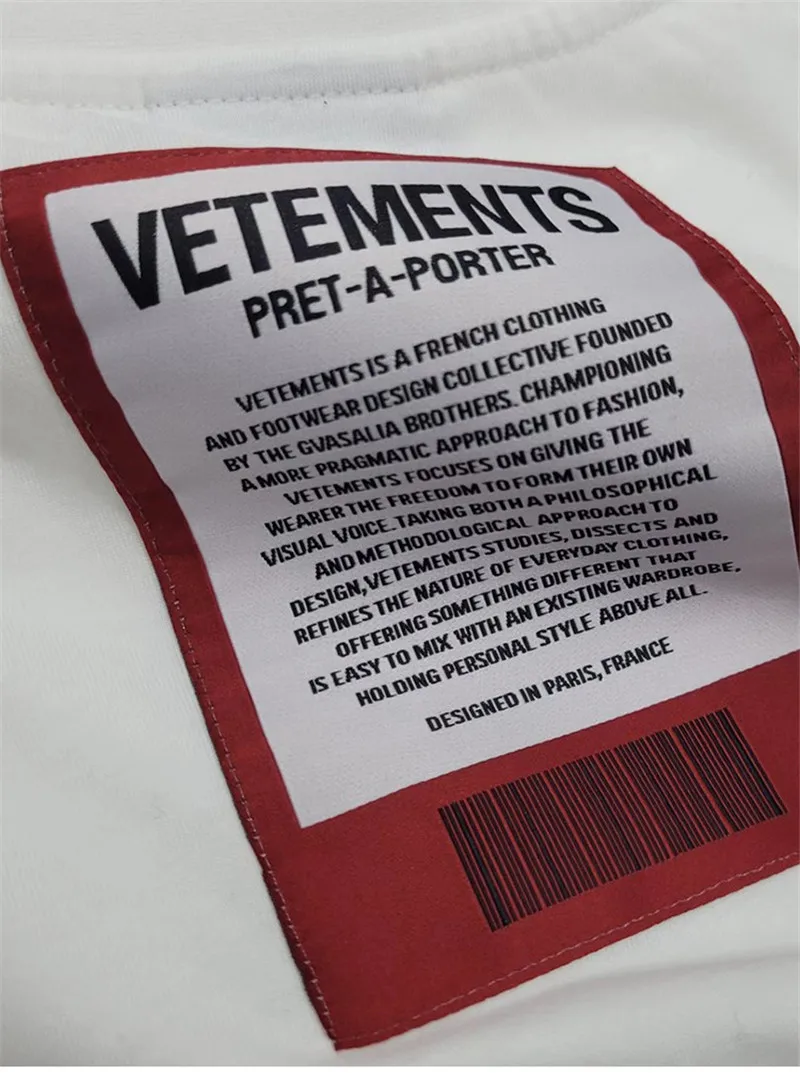 VETEMENTS
PRET-A-PORTER
VETEMENTS IS A FRENCH CLOTHING
AND FOOTWEAR DESIGN COLLECTIVE FOUNDED
BY THE GVASALIA BROTHERS. CHAMPIONING
A MORE PRAGMATIC APPROACH TO FASHION,
VETEMENTS FOCUSES ON GIVING THE
WEARER THE FREEDOM TO FORM THEIR OWN
VISUAL VOICE.TAKING BOTH A PHILOSOPHICAL
AND METHODOLOGICAL APPROACH TO
DESIGN,VETEMENTS STUDIES, DISSECTS AND
REFINES THE NATURE OF EVERYDAY CLOTHING,
OFFERING SOMETHING DIFFERENT THAT
IS EASY TO MIX WITH AN EXISTING WARDROBE,
HOLDING PERSONAL STYLE ABOVE ALL.
DESIGNED IN PARIS, FRANCE